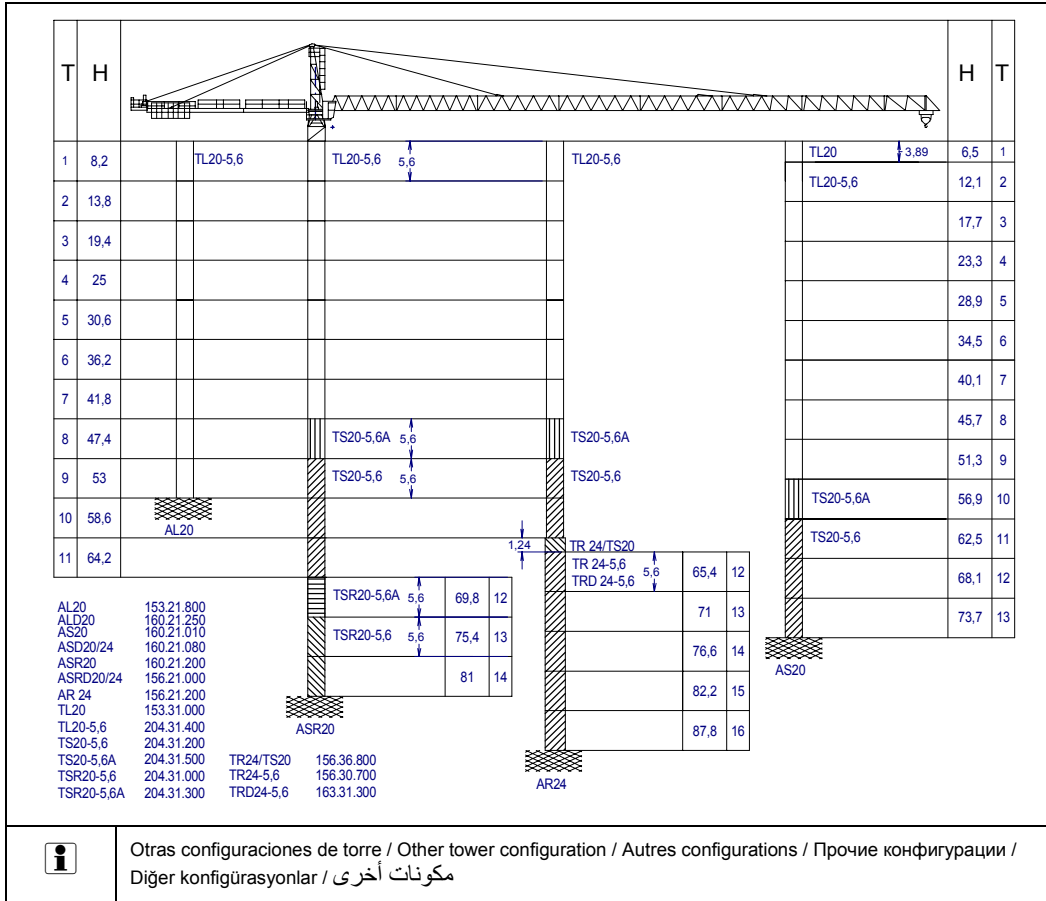 T H H T
TL20-5,6 TL20-5,6 5,6 TL20-5,6 TL20 3,89
1 8,2 6,5 1
TL20-5,6
2 13,8 12,1 2
3 19,4 17,7 3
4 25 23,3 4
5 30,6 28,9 5
6 36,2 34,5 6
7 41,8 40,1 7
8 47,4 TS20-5,6A 5,6 TS20-5,6A 45,7 8
9 53 TS20-5,6 5,6 TS20-5,6 51,3 9
10 58,6 TS20-5,6A 56,9 10
AL20
11 64,2 1,24 TR 24/TS20 TS20-5,6 62,5 11
TR 24-5,6
TRD 24-5,6 5,6 65,4 12
68,1 12
TSR20-5,6A 5,6 69,8 12 71 13 73,7 13
TSR20-5,6 5,6 75,4 13 76,6 14
AS20
81 14 82,2 15
ASR20
87,8 16
AR24
AL20 153.21.800
ALD20 160.21.250
AS20 160.21.010
ASD20/24 160.21.080
ASR20 160.21.200
ASRD20/24 156.21.000
AR 24 156.21.200
TL20 153.31.000
TL20-5,6 204.31.400
TS20-5,6 204.31.200
TS20-5,6A 204.31.500 TR24/TS20 156.36.800
TSR20-5,6 204.31.000 TR24-5,6 156.30.700
TSR20-5,6A 204.31.300 TRD24-5,6 163.31.300
i
Otras configuraciones de torre / Other tower configuration / Autres configurations / Прочие конфигурации /
Diğer konfigürasyonlar / مكونات أخرى